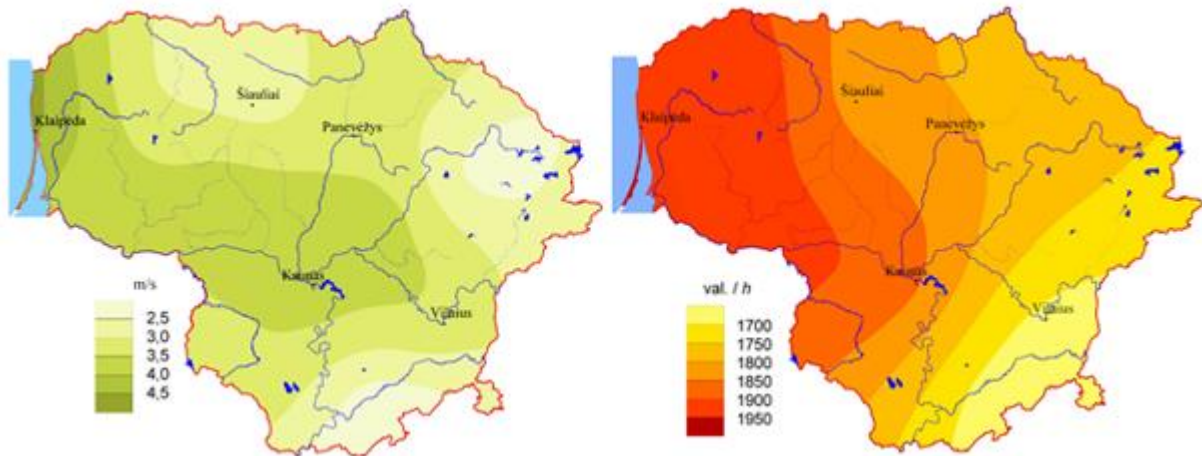 Klaipėda
Šiauliai
Panevėžys
Kaunas
Vilnius
m/s
2,5
3,0
3,5
4,0
4,5
Klaipėda
Šiauliai
Panevėžys
Kaunas
Vilnius
val. / h
1700
1750
1800
1850
1900
1950